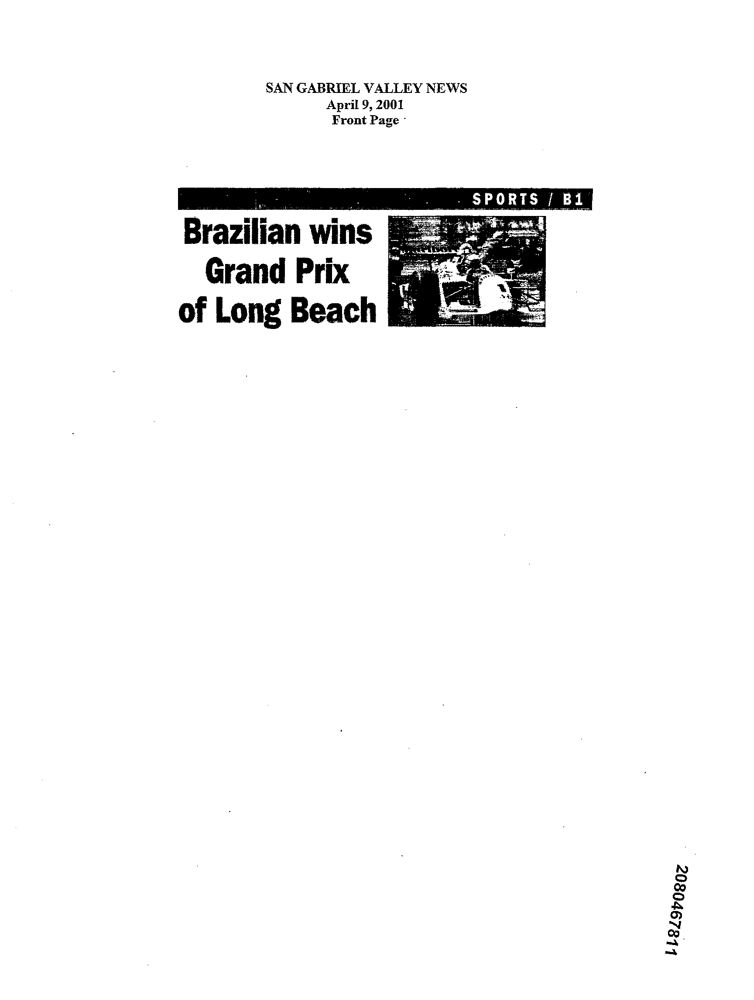 SAN GABRIEL VALLEY NEWS
April 9, 2001
Front Page
SPORTS / B1
Brazilian wins
Grand Prix
of Long Beach
2080467811